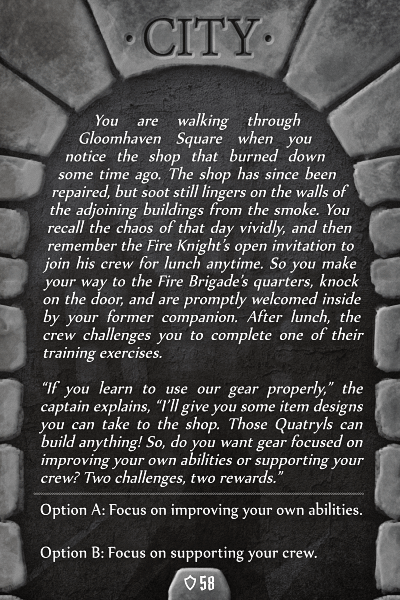 · CITY ·
You are walking through
Gloomhaven Square when you
notice the shop that burned down
some time ago. The shop has since been
repaired, but soot still lingers on the walls of
the adjoining buildings from the smoke. You
recall the chaos of that day vividly, and then
remember the Fire Knight's open invitation to
join his crew for lunch anytime. So you make
your way to the Fire Brigade's quarters, knock
on the door, and are promptly welcomed inside
by your former companion. After lunch, the
crew challenges you to complete one of their
training exercises.
“If you learn to use our gear properly,” the
captain explains, “I'll give you some item designs
you can take to the shop. Those Quatryls can
build anything! So, do you want gear focused on
improving your own abilities or supporting your
crew? Two challenges, two rewards.”
Option A: Focus on improving your own abilities.
Option B: Focus on supporting your crew.
58